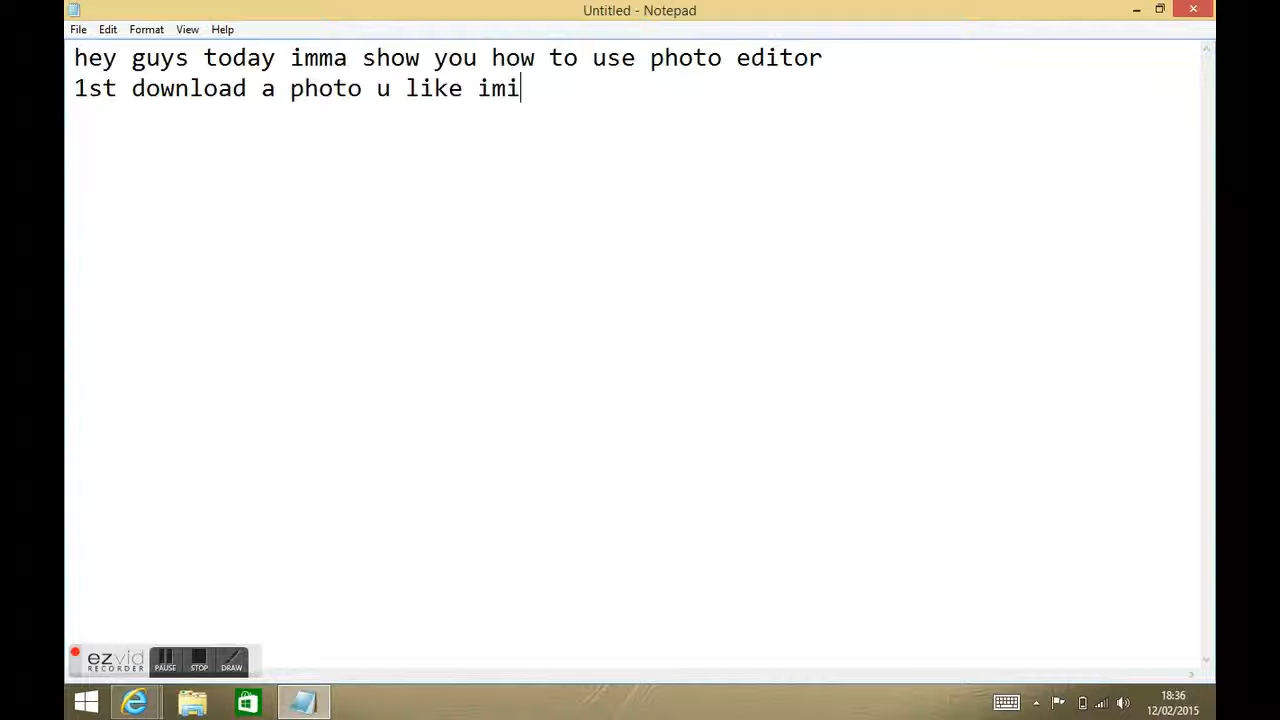 Untitled - Notepad
File Edit Format View Help
hey guys today imma show you how to use photo editor
1st download a photo u like imi
ezvid
RECORDER
PAUSE STOP DRAW
18:36
12/02/2015